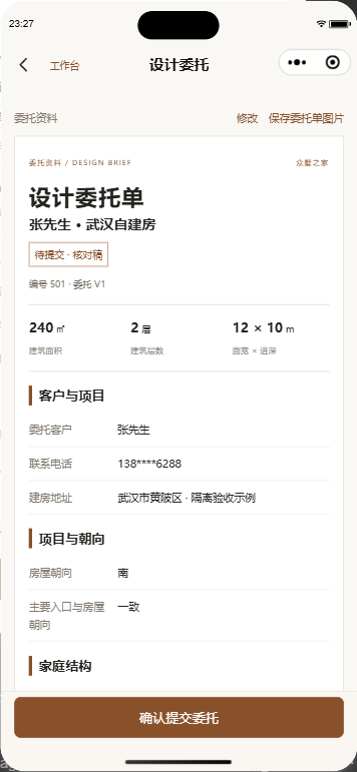 23:27
工作台
设计委托
委托资料
修改 保存委托单图片
委托资料 / DESIGN BRIEF
众墅之家
设计委托单
张先生 • 武汉自建房
待提交 · 核对稿
编号 501 · 委托 V1
240 ㎡ 2 层 12 × 10 m
建筑面积 建筑层数 面宽 × 进深
客户与项目
委托客户 张先生
联系电话 138****6288
建房地址 武汉市黄陂区 · 隔离验收示例
项目与朝向
房屋朝向 南
主要入口与房屋 一致
朝向
家庭结构
确认提交委托